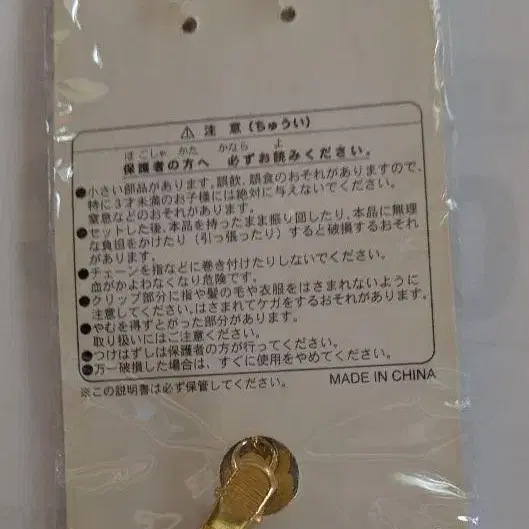 ⚠ 注 意 (ちゅうい)
ほ ご しゃ かた かなら よ
保護者の方へ 必ずお読みください。
●小さい部品があります。誤飲、誤食のおそれがありますので、
特に3才未満のお子様には絶対に与えないでください。
窒息などのおそれがあります。
●セットした後、本品を持ったまま振り回したり、本品に無理
な負担をかけたり(引っ張ったり)すると破損するおそれ
があります。
●チェーンを指などに巻き付けたりしないでください。
血がかよわなくなり危険です。
●クリップ部分に指や髪の毛や衣服をはさまれないように
注意してください。はさまれてケガをするおそれがあります。
●やむを得ずとがった部分があります。
取り扱いにはご注意ください。
●つけはずしは保護者の方が行ってください。
●万一破損した場合は、すぐに使用をやめてください。
※この説明書は必ず保管してください。
MADE IN CHINA